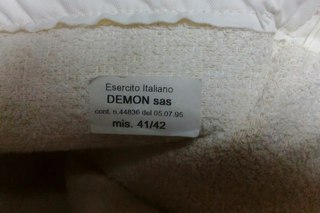 Esercito Italiano
DEMON sas
cont. n.44836 del 05.07.95
mis. 41/42